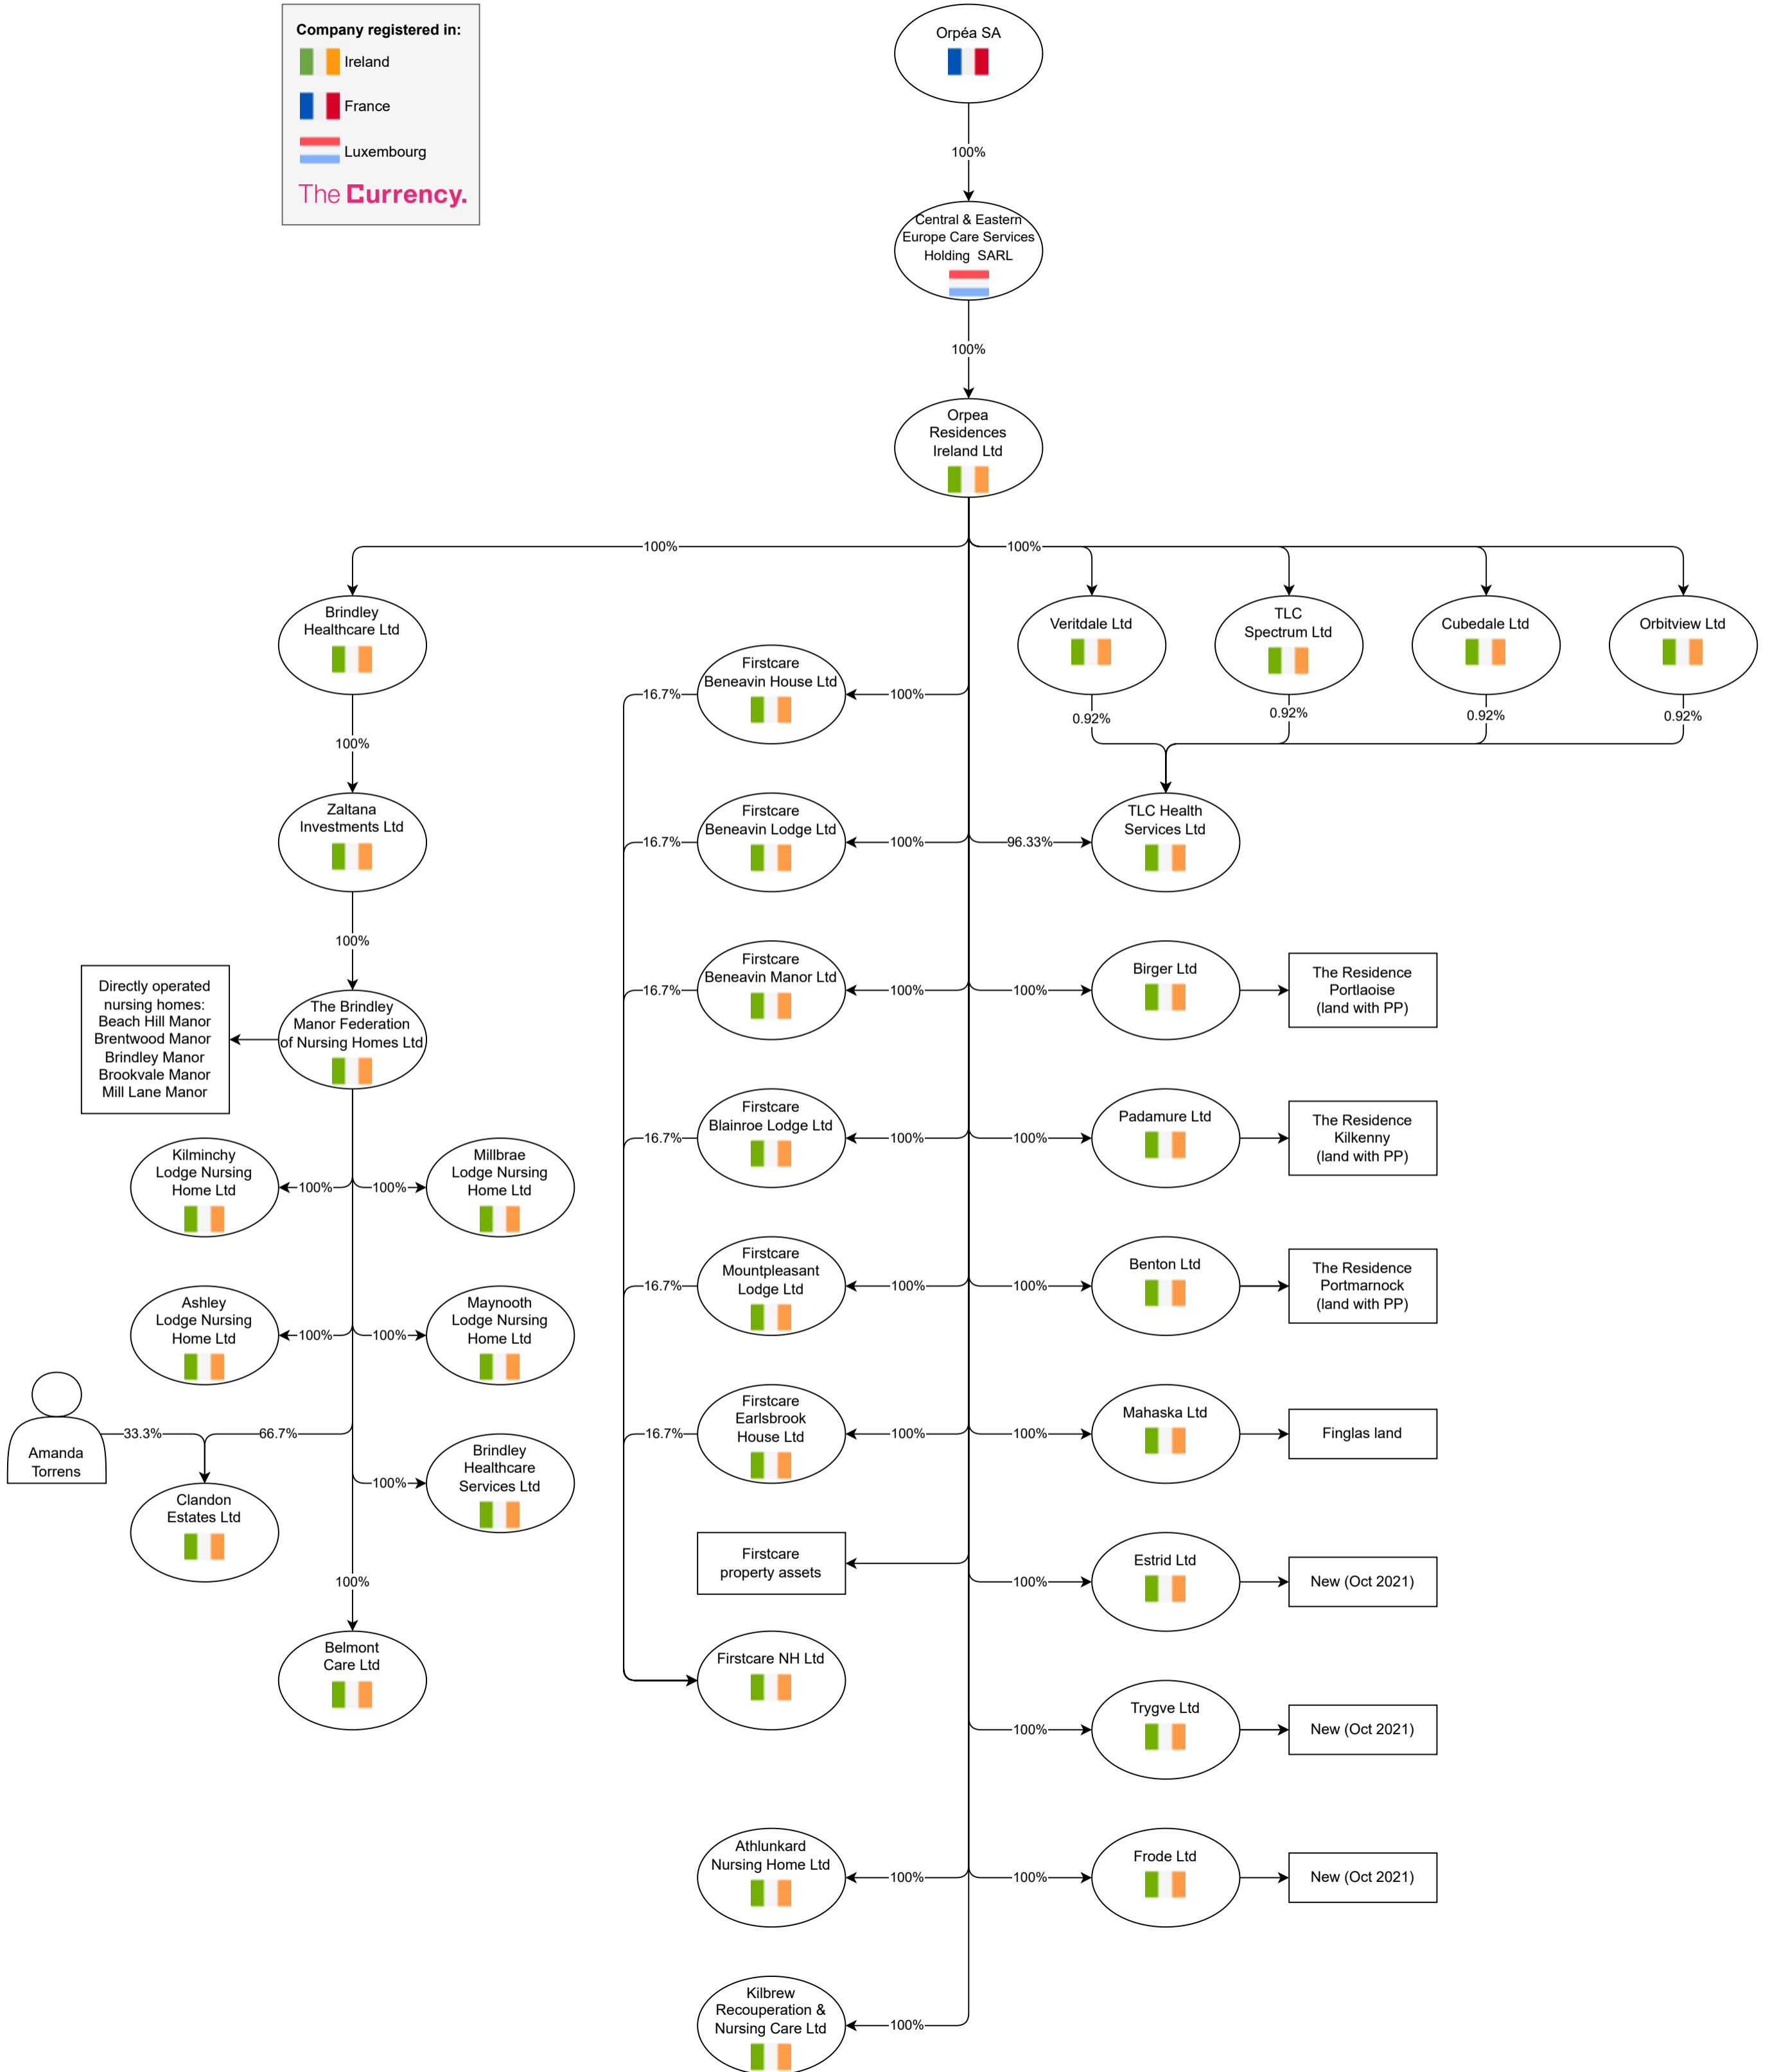 Company registered in:
Ireland
France
Luxembourg
The Currency.
Orpéa SA
100%
Central & Eastern
Europe Care Services
Holding SARL
100%
Orpea
Residences
Ireland Ltd
100%
100%
Brindley
Healthcare Ltd
Veritdale Ltd
TLC
Spectrum Ltd
Cubedale Ltd
Orbitview Ltd
0.92%
0.92%
0.92%
0.92%
100%
Zaltana
Investments Ltd
100%
Directly operated
nursing homes:
Beach Hill Manor
Brentwood Manor
Brindley Manor
Brookvale Manor
Mill Lane Manor
The Brindley
Manor Federation
of Nursing Homes Ltd
Kilminchy
Lodge Nursing
Home Ltd
100%
100%
Millbrae
Lodge Nursing
Home Ltd
Ashley
Lodge Nursing
Home Ltd
100%
100%
Maynooth
Lodge Nursing
Home Ltd
Amanda
Torrens
33.3%
66.7%
Clandon
Estates Ltd
100%
Brindley
Healthcare
Services Ltd
100%
Belmont
Care Ltd
16.7%
Firstcare
Beneavin House Ltd
100%
16.7%
Firstcare
Beneavin Lodge Ltd
100%
96.33%
TLC Health
Services Ltd
16.7%
Firstcare
Beneavin Manor Ltd
100%
100%
Birger Ltd
The Residence
Portlaoise
(land with PP)
16.7%
Firstcare
Blainroe Lodge Ltd
100%
100%
Padamure Ltd
The Residence
Kilkenny
(land with PP)
16.7%
Firstcare
Mountpleasant
Lodge Ltd
100%
100%
Benton Ltd
The Residence
Portmarnock
(land with PP)
16.7%
Firstcare
Earlsbrook
House Ltd
100%
100%
Mahaska Ltd
Finglas land
Firstcare
property assets
100%
Estrid Ltd
New (Oct 2021)
Firstcare NH Ltd
100%
Trygve Ltd
New (Oct 2021)
Athlunkard
Nursing Home Ltd
100%
100%
Frode Ltd
New (Oct 2021)
Kilbrew
Recouperation &
Nursing Care Ltd
100%